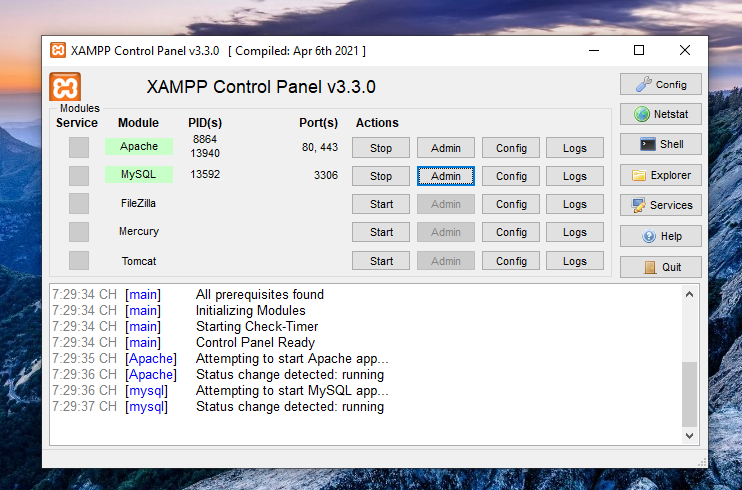 XAMPP Control Panel v3.3.0 [ Compiled: Apr 6th 2021 ]
XAMPP Control Panel v3.3.0
Config
Modules
Service Module PID(s) Port(s) Actions
Netstat
Apache 8864 13940 80, 443 Stop Admin Config Logs
Shell
MySQL 13592 3306 Stop Admin Config Logs
Explorer
FileZilla Start Admin Config Logs
Services
Mercury Start Admin Config Logs
Help
Tomcat Start Admin Config Logs
Quit
7:29:34 CH [main] All prerequisites found
7:29:34 CH [main] Initializing Modules
7:29:34 CH [main] Starting Check-Timer
7:29:34 CH [main] Control Panel Ready
7:29:35 CH [Apache] Attempting to start Apache app...
7:29:36 CH [Apache] Status change detected: running
7:29:36 CH [mysql] Attempting to start MySQL app...
7:29:37 CH [mysql] Status change detected: running